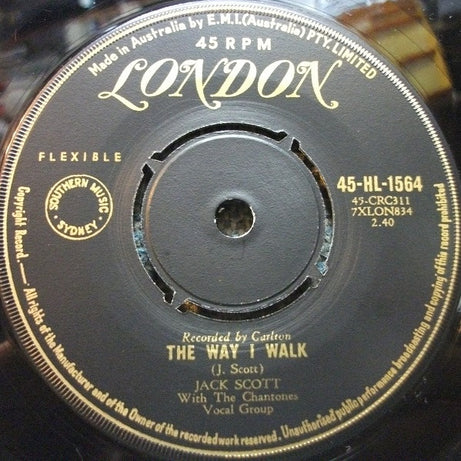 Made in Australia by E.M.I.(Australia) PTY. LIMITED
45 RPM
LONDON
FLEXIBLE
SOUTHERN MUSIC
SYDNEY
45-HL-1564
45-CRC311
7XLON834
2.40
Recorded by Carlton
THE WAY I WALK
(J. Scott)
JACK SCOTT
With The Chantones
Vocal Group
Copyright Record.—All rights of the Manufacturer and of the Owner of the recorded work reserved. Unauthorised public performance broadcasting and copying of this record prohibited